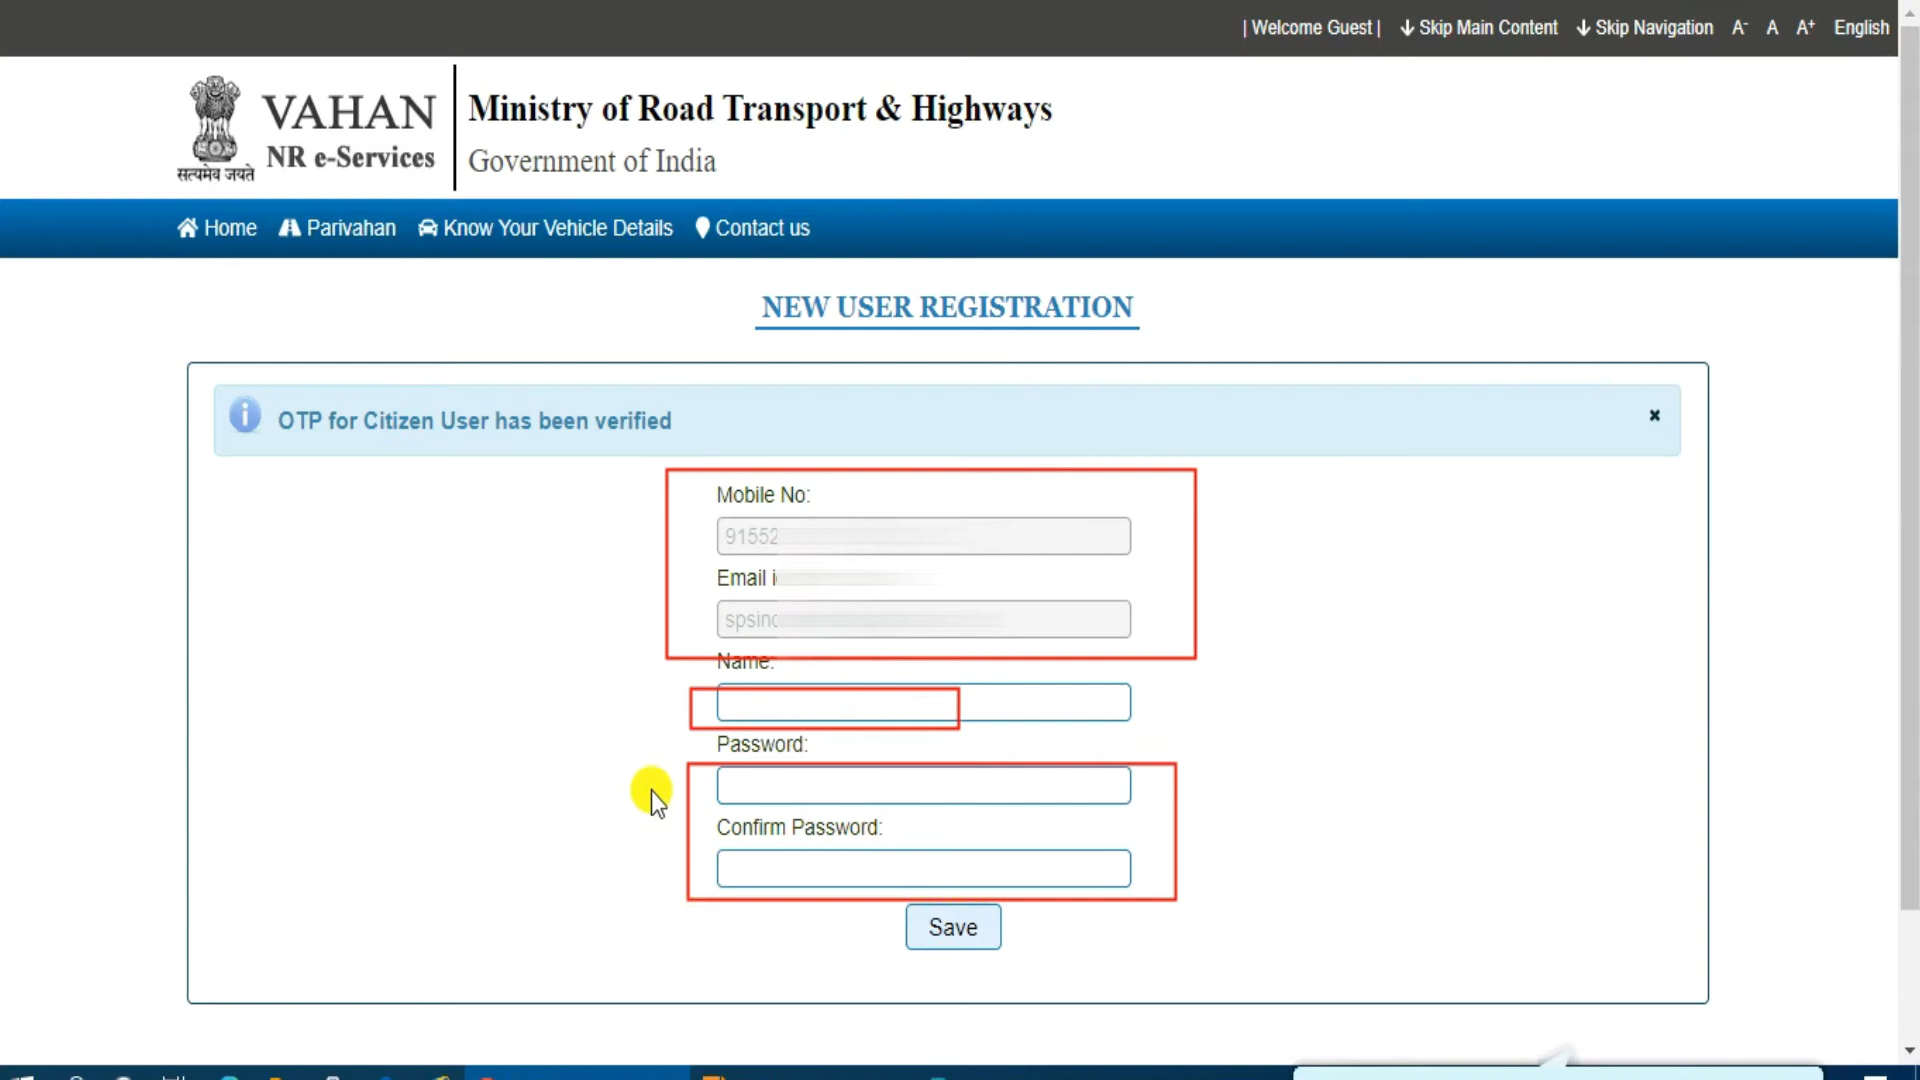 | Welcome Guest | Skip Main Content Skip Navigation A- A A+ English
VAHAN
NR e-Services
सत्यमेव जयते
Ministry of Road Transport & Highways
Government of India
Home Parivahan Know Your Vehicle Details Contact us
NEW USER REGISTRATION
OTP for Citizen User has been verified
Mobile No:
91552
Email
Name:
Password:
Confirm Password:
Save